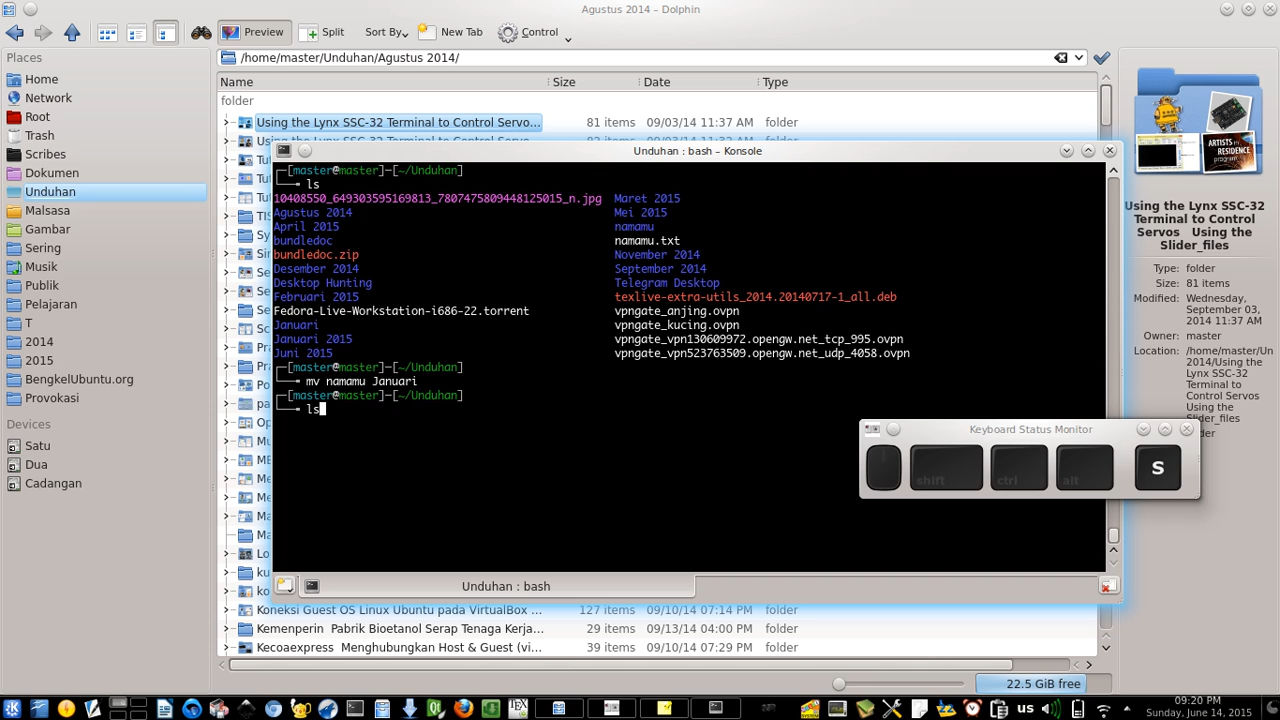 Agustus 2014 – Dolphin
Preview Split Sort By New Tab Control
Places
Home
Network
Root
Trash
Scribes
Dokumen
Unduhan
Malsasa
Gambar
Sering
Musik
Publik
Pelajaran
T
2014
2015
BengkelUbuntu.org
Provokasi
Devices
Satu
Dua
Cadangan
/home/master/Unduhan/Agustus 2014/
Name Size Date Type
folder
Using the Lynx SSC-32 Terminal to Control Servo... 81 items 09/03/14 11:37 AM folder
Unduhan : bash – Konsole
┌─[master@master]─[~/Unduhan]
└──╼ ls
10408550_649303595169813_7807475809448125015_n.jpg Maret 2015
Agustus 2014 Mei 2015
April 2015 namamu
bundledoc namamu.txt
bundledoc.zip November 2014
Desember 2014 September 2014
Desktop Hunting Telegram Desktop
Februari 2015 texlive-extra-utils_2014.20140717-1_all.deb
Fedora-Live-Workstation-i686-22.torrent vpngate_anjing.ovpn
Januari vpngate_kucing.ovpn
Januari 2015 vpngate_vpn130609972.opengw.net_tcp_995.ovpn
Juni 2015 vpngate_vpn523763509.opengw.net_udp_4058.ovpn
┌─[master@master]─[~/Unduhan]
└──╼ mv namamu Januari
┌─[master@master]─[~/Unduhan]
└──╼ ls
Unduhan : bash
Keyboard Status Monitor
shift ctrl alt S
Koneksi Guest OS Linux Ubuntu pada VirtualBox ... 127 items 09/10/14 07:14 PM folder
Kemenperin Pabrik Bioetanol Serap Tenaga Kerja... 29 items 09/13/14 04:00 PM folder
Kecoaexpress Menghubungkan Host & Guest (vi... 39 items 09/10/14 07:29 PM folder
22.5 GiB free
Using the Lynx SSC-32
Terminal to Control
Servos Using the
Slider_files
Type: folder
Size: 81 items
Modified: Wednesday,
September 03,
2014 11:37 AM
Owner: master
Location: /home/master/Un
2014/Using the
Lynx SSC-32
Terminal to
Control Servos
Using the
Slider_files
us
09:20 PM
Sunday, June 14, 2015